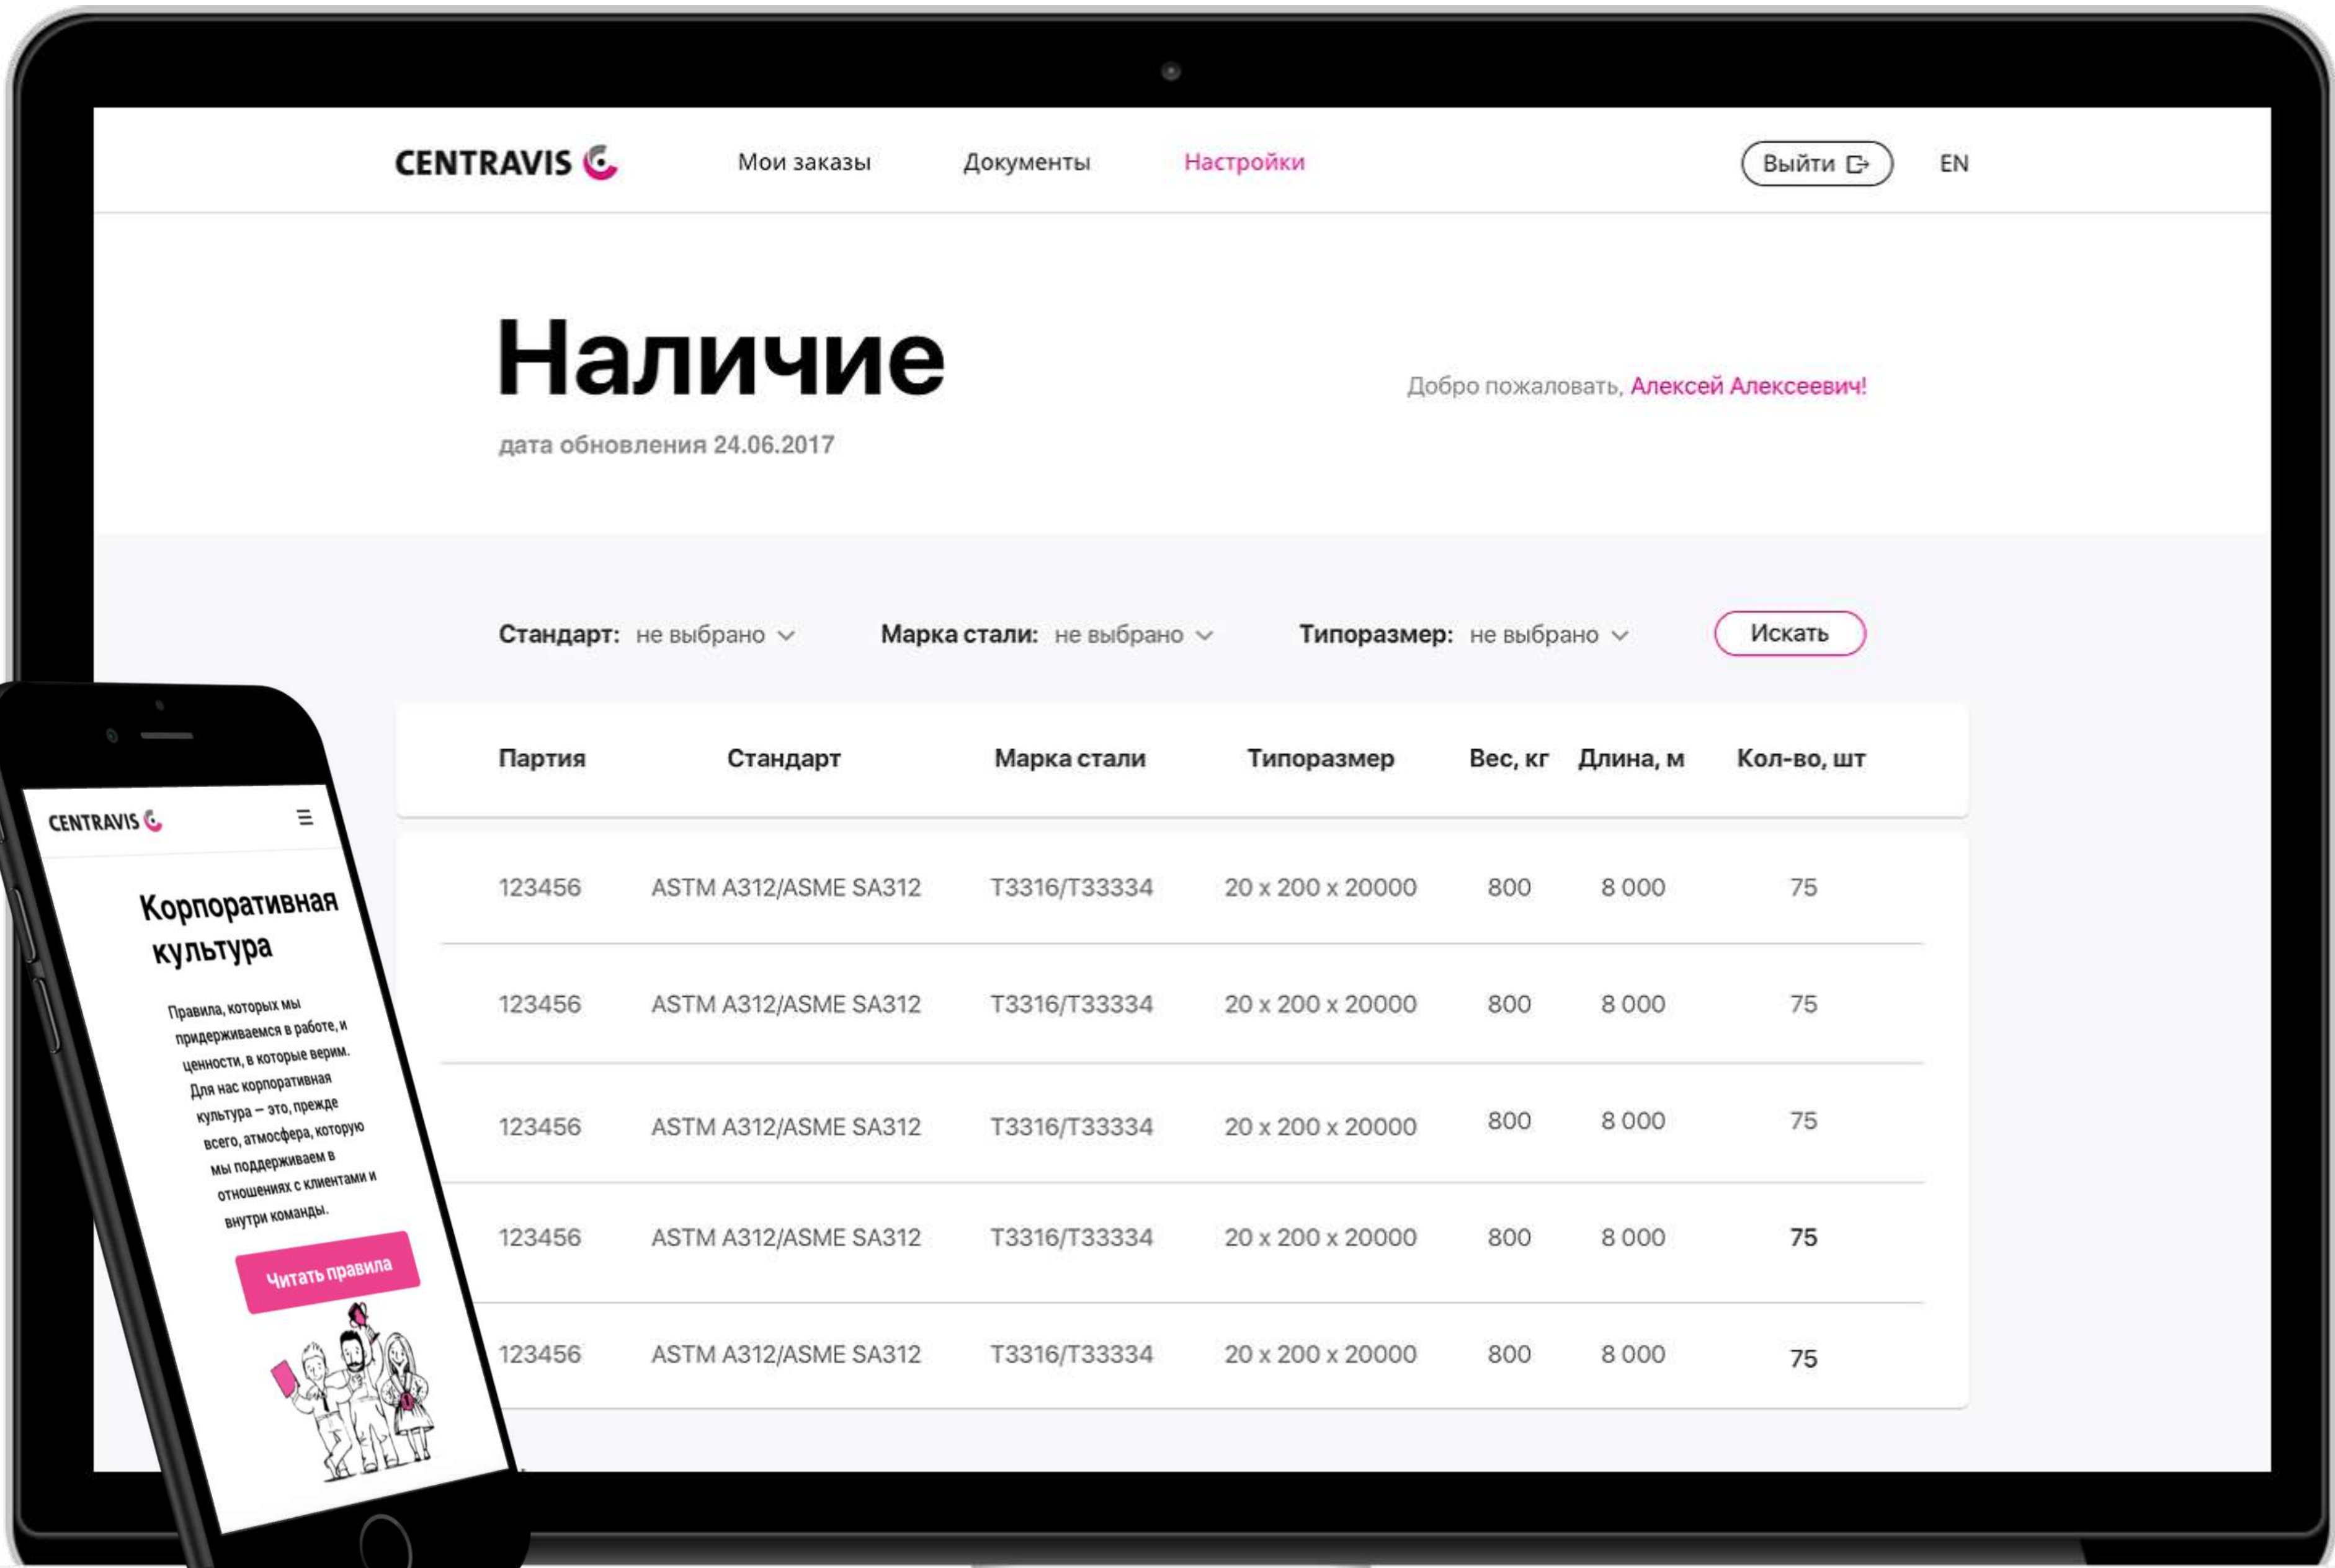 CENTRAVIS
Мои заказы
Документы
Настройки
Выйти
EN
Наличие
дата обновления 24.06.2017
Добро пожаловать, Алексей Алексеевич!
Стандарт: не выбрано
Марка стали: не выбрано
Типоразмер: не выбрано
Искать
Партия Стандарт Марка стали Типоразмер Вес, кг Длина, м Кол-во, шт
123456 ASTM A312/ASME SA312 T3316/T33334 20 x 200 x 20000 800 8 000 75
123456 ASTM A312/ASME SA312 T3316/T33334 20 x 200 x 20000 800 8 000 75
123456 ASTM A312/ASME SA312 T3316/T33334 20 x 200 x 20000 800 8 000 75
123456 ASTM A312/ASME SA312 T3316/T33334 20 x 200 x 20000 800 8 000 75
123456 ASTM A312/ASME SA312 T3316/T33334 20 x 200 x 20000 800 8 000 75
CENTRAVIS
Корпоративная
культура
Правила, которых мы
придерживаемся в работе, и
ценности, в которые верим.
Для нас корпоративная
культура — это, прежде
всего, атмосфера, которую
мы поддерживаем в
отношениях с клиентами и
внутри команды.
Читать правила